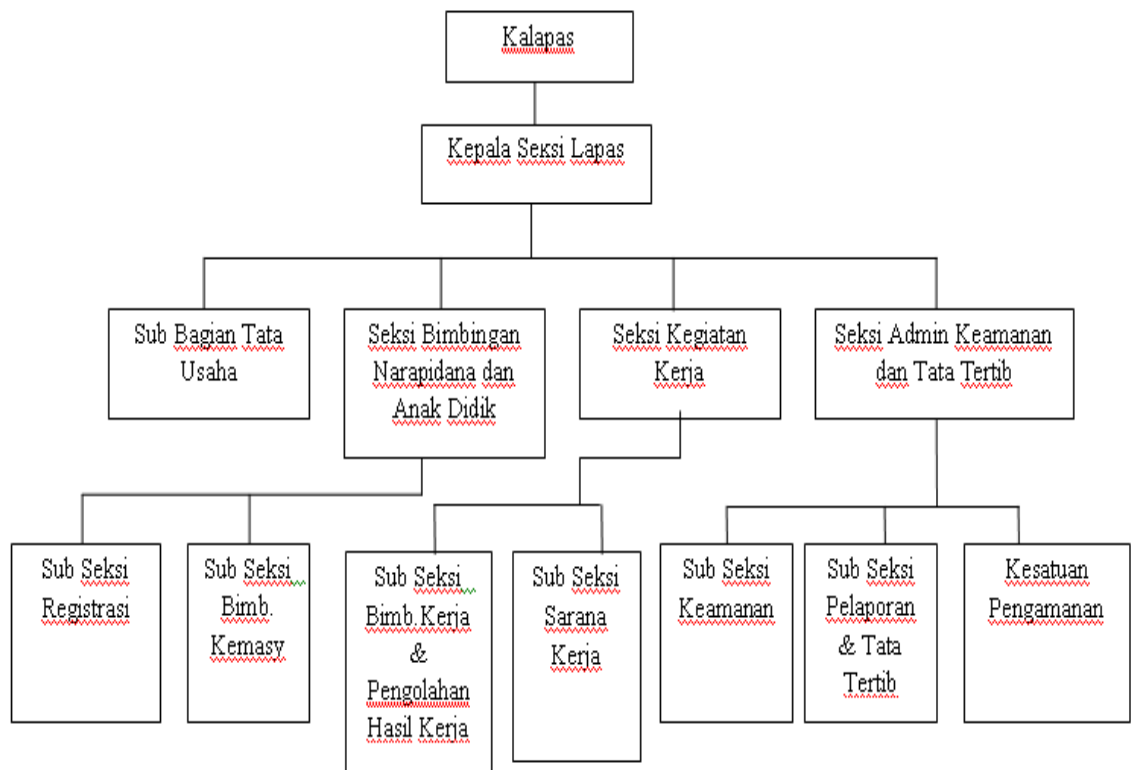 Kalapas
Kepala Seksi Lapas
Sub Bagian Tata
Usaha
Seksi Bimbingan
Narapidana dan
Anak Didik
Seksi Kegiatan
Kerja
Seksi Admin Keamanan
dan Tata Tertib
Sub Seksi
Registrasi
Sub Seksi
Bimb.
Kemasy
Sub Seksi
Bimb.Kerja
&
Pengolahan
Hasil Kerja
Sub Seksi
Sarana
Kerja
Sub Seksi
Keamanan
Sub Seksi
Pelaporan
& Tata
Tertib
Kesatuan
Pengamanan